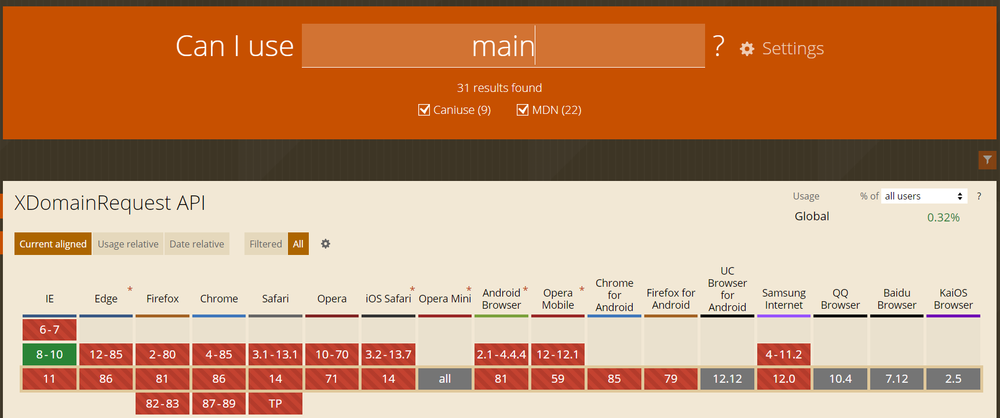 Can I use main ? Settings
31 results found
Caniuse (9) MDN (22)
XDomainRequest API
Usage % of all users ?
Global 0.32%
Current aligned Usage relative Date relative Filtered All
IE Edge * Firefox Chrome Safari Opera iOS Safari * Opera Mini * Android Browser * Opera Mobile * Chrome for Android Firefox for Android UC Browser for Android Samsung Internet QQ Browser Baidu Browser KaiOS Browser
6-7
8-10 12-85 2-80 4-85 3.1-13.1 10-70 3.2-13.7 2.1-4.4.4 12-12.1 4-11.2
11 86 81 86 14 71 14 all 81 59 85 79 12.12 12.0 10.4 7.12 2.5
82-83 87-89 TP